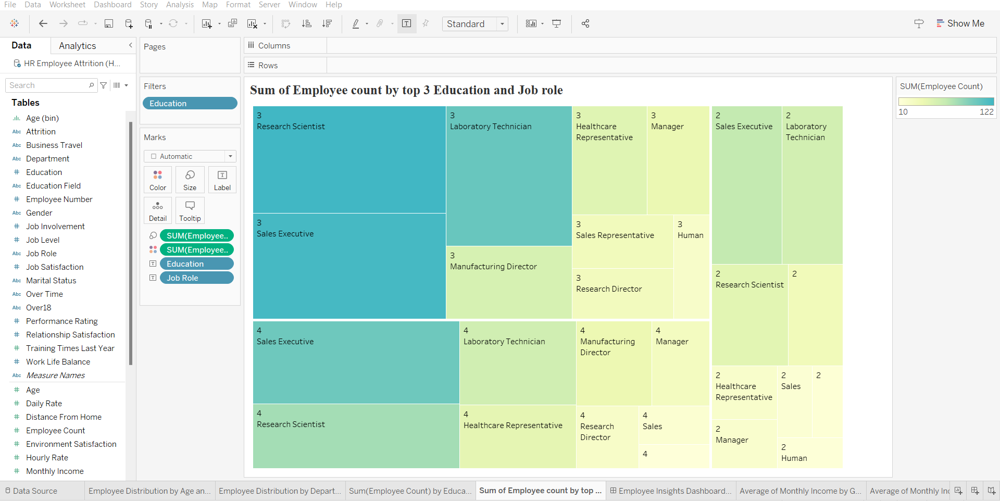 File Data Worksheet Dashboard Story Analysis Map Format Server Window Help
Standard
Show Me
Data Analytics
HR Employee Attrition (H...
Search
Tables
Age (bin)
Abc Attrition
Abc Business Travel
Abc Department
# Education
Abc Education Field
# Employee Number
Abc Gender
# Job Involvement
# Job Level
Abc Job Role
# Job Satisfaction
Abc Marital Status
Abc Over Time
Abc Over18
# Performance Rating
# Relationship Satisfaction
# Training Times Last Year
# Work Life Balance
Abc Measure Names
# Age
# Daily Rate
# Distance From Home
# Employee Count
# Environment Satisfaction
# Hourly Rate
# Monthly Income
Pages
Filters
Education
Marks
Automatic
Color Size Label
Detail Tooltip
SUM(Employee..
SUM(Employee..
Education
Job Role
Columns
Rows
Sum of Employee count by top 3 Education and Job role
3
Research Scientist
3
Sales Executive
3
Laboratory Technician
3
Manufacturing Director
3
Healthcare
Representative
3
Manager
3
Sales Representative
3
Human
3
Research Director
4
Sales Executive
4
Research Scientist
4
Laboratory Technician
4
Healthcare Representative
4
Manufacturing
Director
4
Manager
4
Research
Director
4
Sales
4
2
Sales Executive
2
Laboratory
Technician
2
Research Scientist
2
2
Healthcare
Representative
2
Sales
2
2
Manager
2
Human
SUM(Employee Count)
10 122
Data Source
Employee Distribution by Age an...
Employee Distribution by Depart...
Sum(Employee Count) by Educa...
Sum of Employee count by top ...
Employee Insights Dashboard...
Average of Monthly Income by G...
Average of Monthly Inc